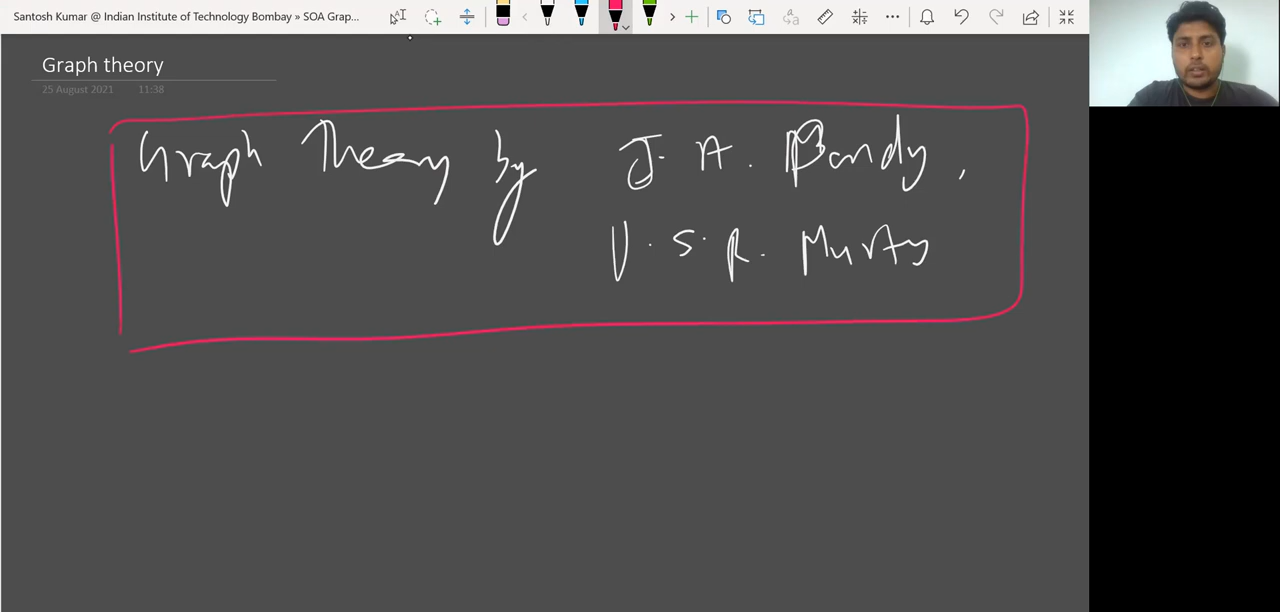 Santosh Kumar @ Indian Institute of Technology Bombay » SOA Grap...
Graph theory
25 August 2021 11:38
Graph Theory by J. A. Bondy,
U. S. R. Murty